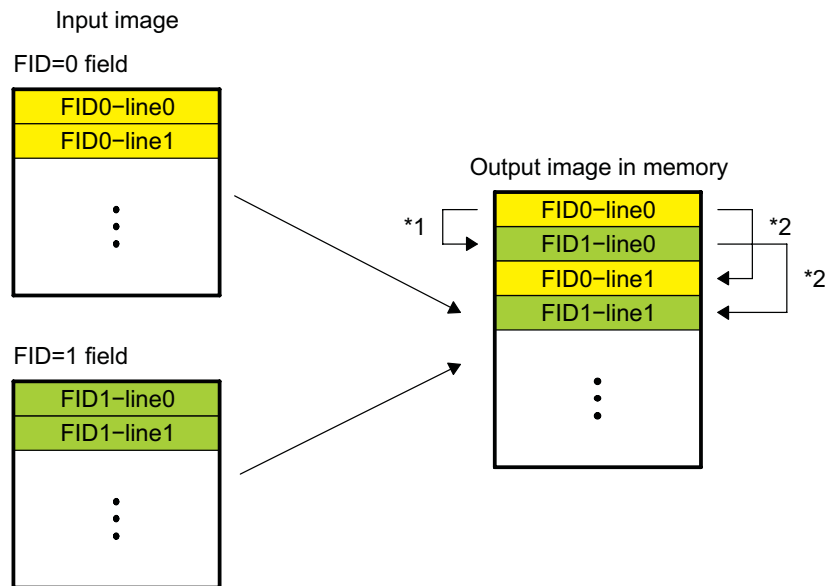 Input image
FID=0 field
FID0−line0
FID0−line1
FID=1 field
FID1−line0
FID1−line1
Output image in memory
FID0−line0
FID1−line0
FID0−line1
FID1−line1
*1
*2
*2